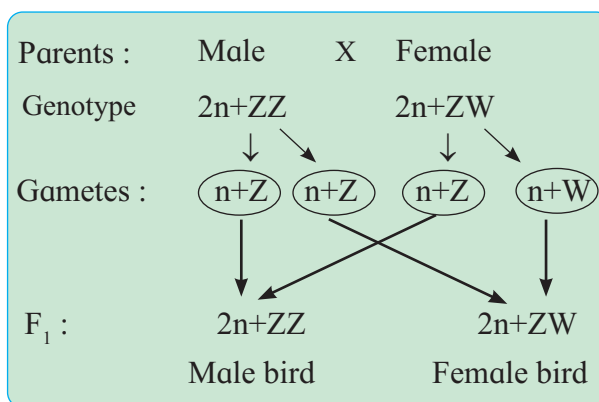 Parents : Male X Female
Genotype 2n+ZZ 2n+ZW
Gametes : n+Z n+Z n+Z n+W
F₁ : 2n+ZZ 2n+ZW
Male bird Female bird